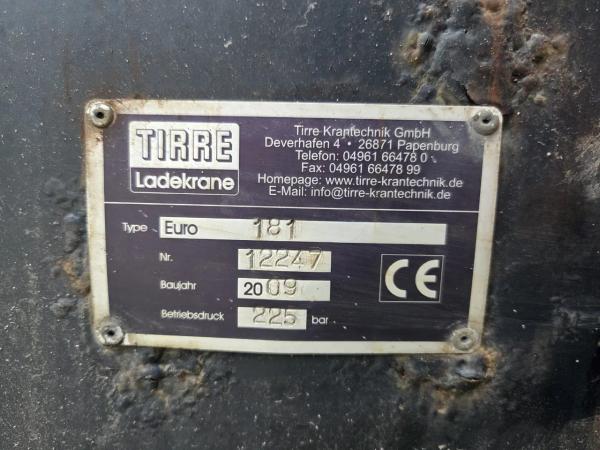 TIRRE
Ladekrane
Tirre Krantechnik GmbH
Deverhafen 4 • 26871 Papenburg
Telefon: 04961 66478 0
Fax: 04961 66478 99
Homepage: www.tirre-krantechnik.de
E-Mail: info@tirre-krantechnik.de
Type Euro 181
Nr. 12247
Baujahr 2009
Betriebsdruck 225 bar
CE